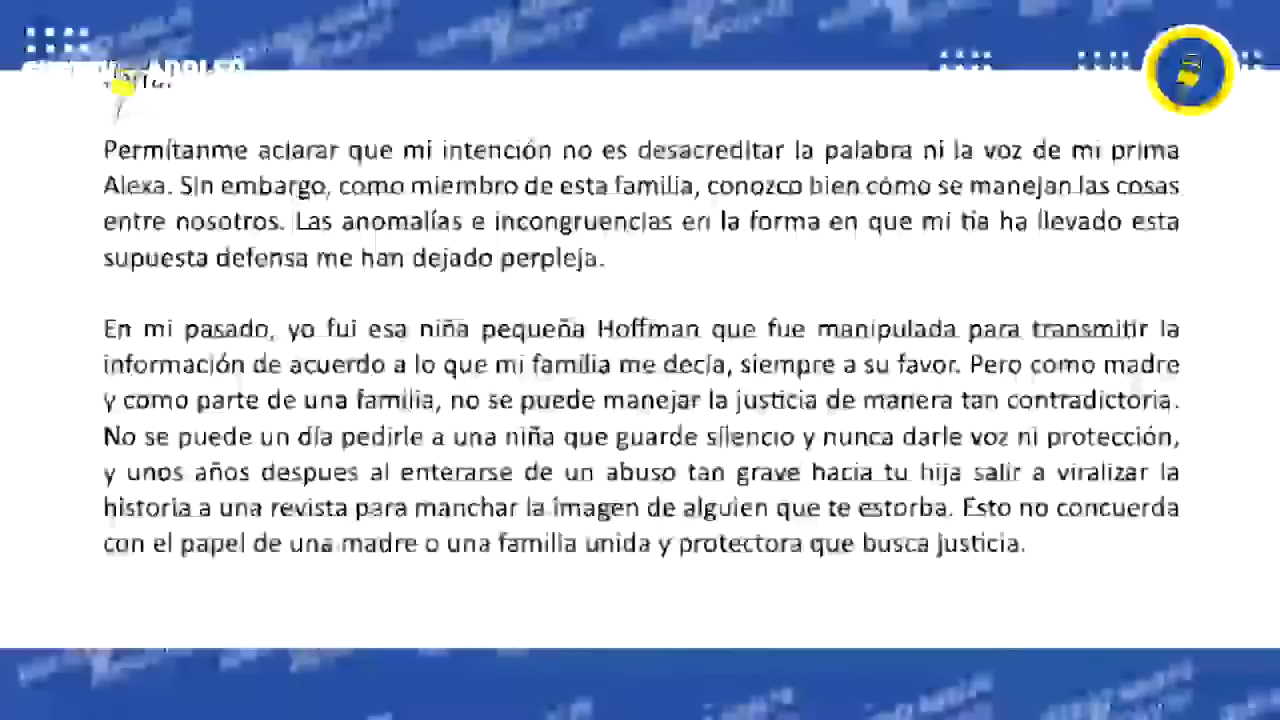 Permítanme aclarar que mi intención no es desacreditar la palabra ni la voz de mi prima
Alexa. Sin embargo, como miembro de esta familia, conozco bien cómo se manejan las cosas
entre nosotros. Las anomalías e incongruencias en la forma en que mi tía ha llevado esta
supuesta defensa me han dejado perpleja.
En mi pasado, yo fui esa niña pequeña Hoffman que fue manipulada para transmitir la
información de acuerdo a lo que mi familia me decía, siempre a su favor. Pero como madre
y como parte de una familia, no se puede manejar la justicia de manera tan contradictoria.
No se puede un día pedirle a una niña que guarde silencio y nunca darle voz ni protección,
y unos años despues al enterarse de un abuso tan grave hacia tu hija salir a viralizar la
historia a una revista para manchar la imagen de alguien que te estorba. Esto no concuerda
con el papel de una madre o una familia unida y protectora que busca justicia.